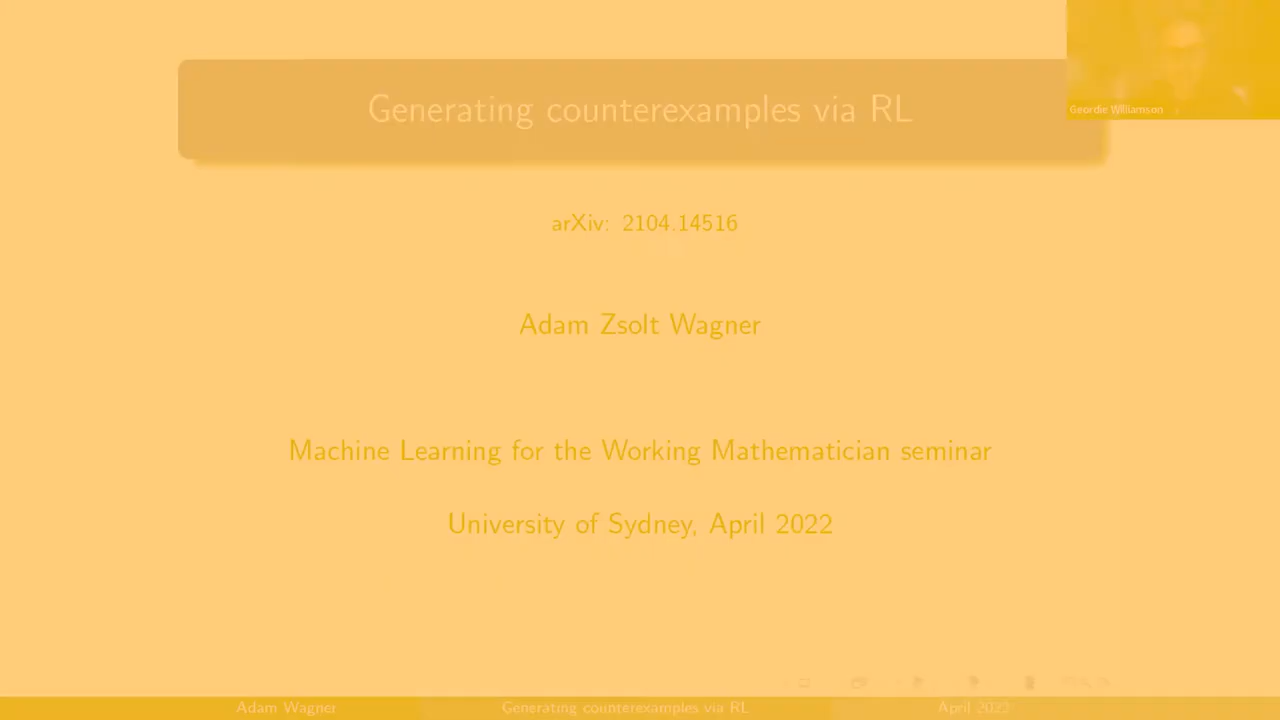 Generating counterexamples via RL
Geordie Williamson
arXiv: 2104.14516
Adam Zsolt Wagner
Machine Learning for the Working Mathematician seminar
University of Sydney, April 2022
Adam Wagner
Generating counterexamples via RL
April 2022